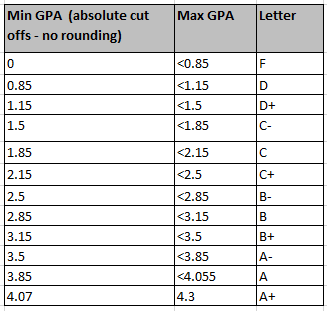 Min GPA (absolute cut offs - no rounding) Max GPA Letter
0 <0.85 F
0.85 <1.15 D
1.15 <1.5 D+
1.5 <1.85 C-
1.85 <2.15 C
2.15 <2.5 C+
2.5 <2.85 B-
2.85 <3.15 B
3.15 <3.5 B+
3.5 <3.85 A-
3.85 <4.055 A
4.07 4.3 A+